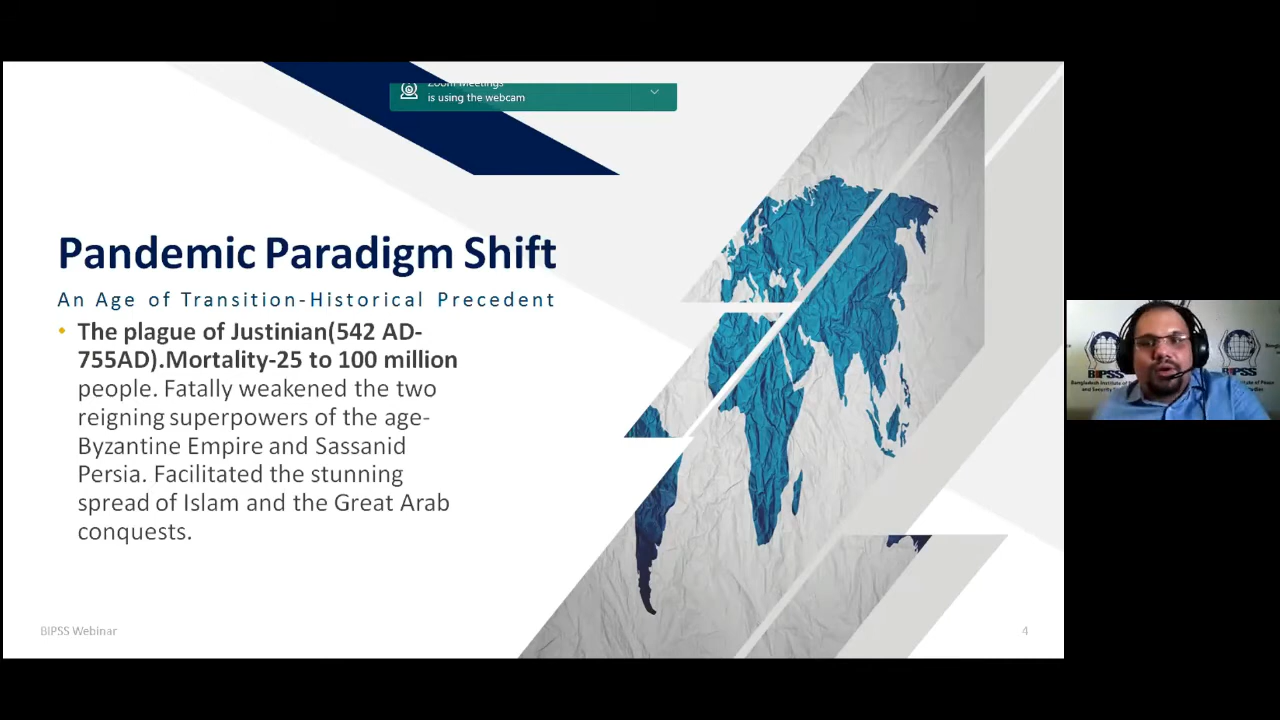 Zoom Meetings
is using the webcam
Pandemic Paradigm Shift
An Age of Transition-Historical Precedent
• The plague of Justinian(542 AD-
755AD).Mortality-25 to 100 million
people. Fatally weakened the two
reigning superpowers of the age-
Byzantine Empire and Sassanid
Persia. Facilitated the stunning
spread of Islam and the Great Arab
conquests.
BIPSS Webinar
4
BIPSS
BIPSS